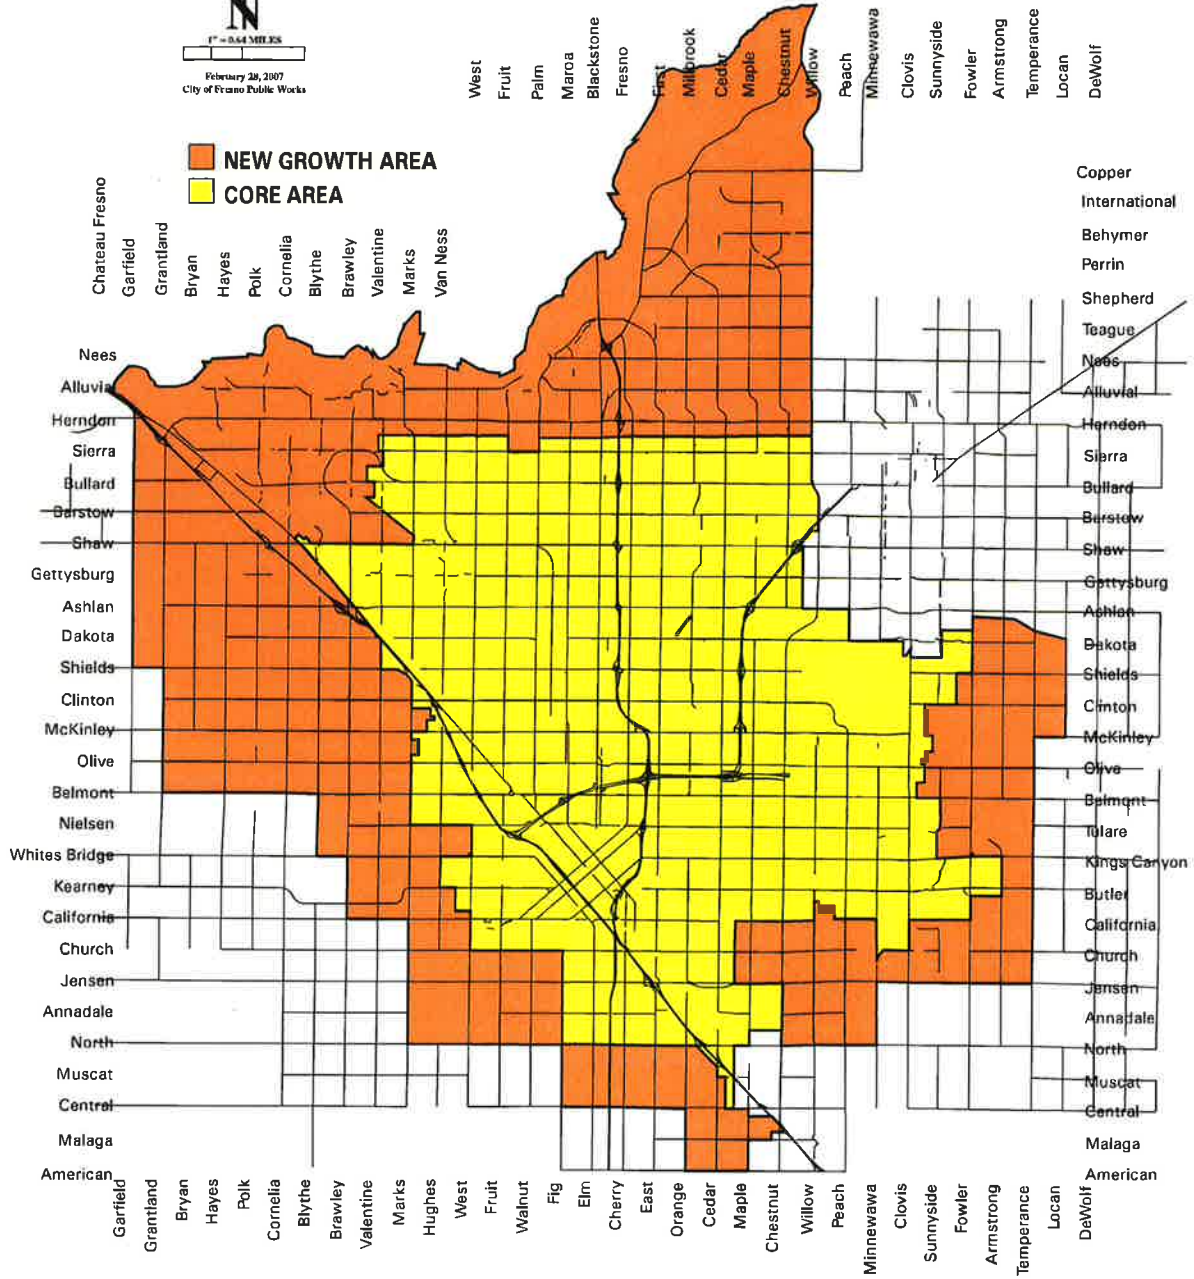 N
1" = 0.64 MILES
February 28, 2007
City of Fresno Public Works
NEW GROWTH AREA
CORE AREA
West
Fruit
Palm
Maroa
Blackstone
Fresno
First
Millbrook
Cedar
Maple
Chestnut
Willow
Peach
Minnewawa
Clovis
Sunnyside
Fowler
Armstrong
Temperance
Locan
DeWolf
Chateau Fresno
Garfield
Grantland
Bryan
Hayes
Polk
Cornelia
Blythe
Brawley
Valentine
Marks
Van Ness
Nees
Alluvial
Herndon
Sierra
Bullard
Barstow
Shaw
Gettysburg
Ashlan
Dakota
Shields
Clinton
McKinley
Olive
Belmont
Nielsen
Whites Bridge
Kearney
California
Church
Jensen
Annadale
North
Muscat
Central
Malaga
American
Copper
International
Behymer
Perrin
Shepherd
Teague
Nees
Alluvial
Herndon
Sierra
Bullard
Barstow
Shaw
Gettysburg
Ashlan
Dakota
Shields
Clinton
McKinley
Olive
Belmont
Tulare
Kings Canyon
Butler
California
Church
Jensen
Annadale
North
Muscat
Central
Malaga
American
Garfield
Grantland
Bryan
Hayes
Polk
Cornelia
Blythe
Brawley
Valentine
Marks
Hughes
West
Fruit
Walnut
Fig
Elm
Cherry
East
Orange
Cedar
Maple
Chestnut
Willow
Peach
Minnewawa
Clovis
Sunnyside
Fowler
Armstrong
Temperance
Locan
DeWolf